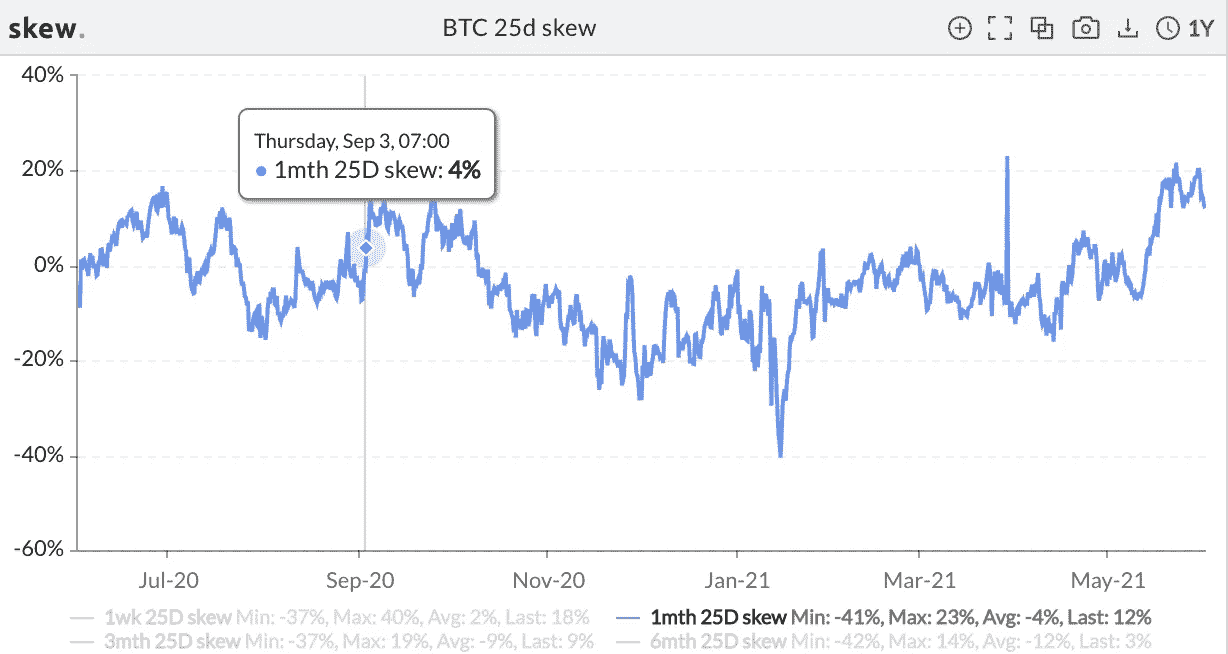 skew.
BTC 25d skew
1Y
40%
Thursday, Sep 3, 07:00
1mth 25D skew: 4%
20%
0%
-20%
-40%
-60%
Jul-20 Sep-20 Nov-20 Jan-21 Mar-21 May-21
1wk 25D skew Min: -37%, Max: 40%, Avg: 2%, Last: 18% 1mth 25D skew Min: -41%, Max: 23%, Avg: -4%, Last: 12%
3mth 25D skew Min: -37%, Max: 19%, Avg: -9%, Last: 9% 6mth 25D skew Min: -42%, Max: 14%, Avg: -12%, Last: 3%